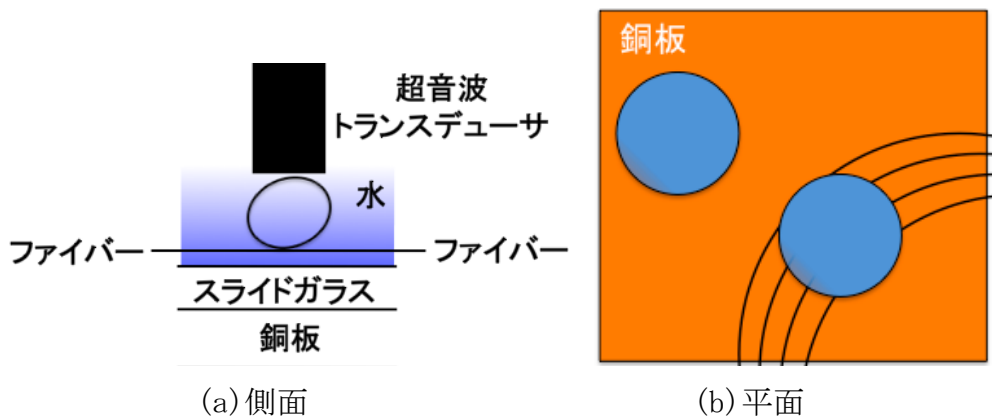 超音波
トランスデューサ
水
ファイバー
ファイバー
スライドガラス
銅板
(a)側面
銅板
(b)平面